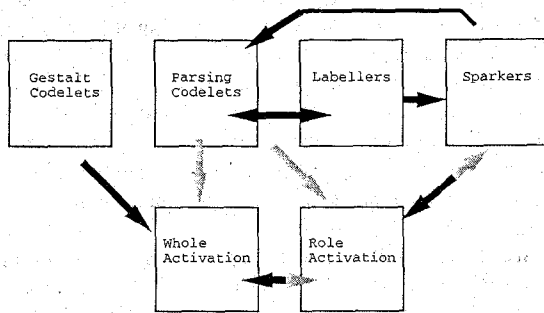 Gestalt
Codelets
Parsing
Codelets
Labellers
Sparkers
Whole
Activation
Role
Activation